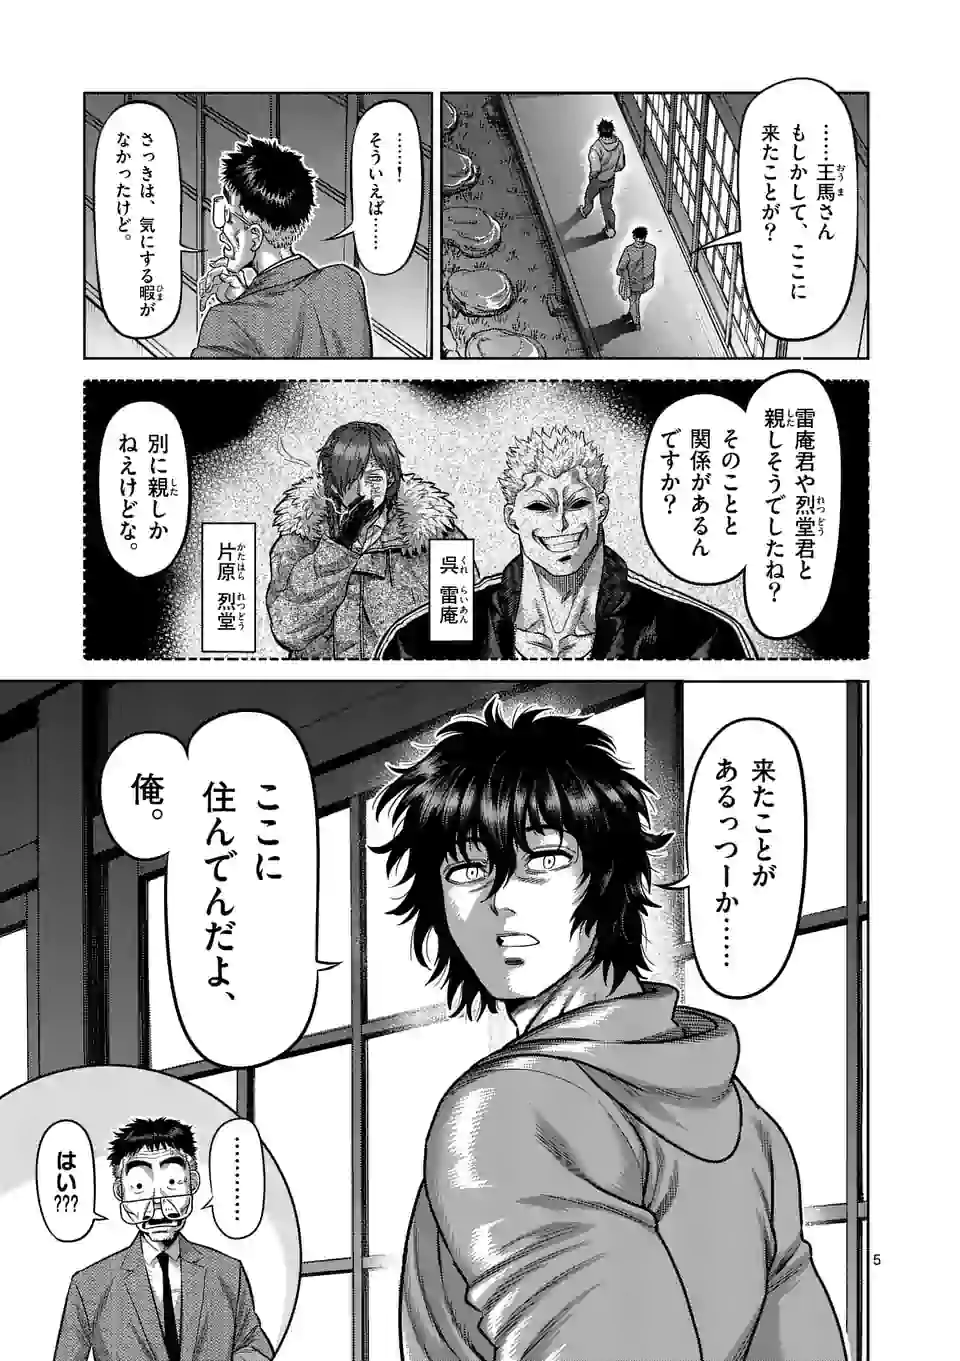 ……王馬さん
もしかして、ここに
来たことが？
……！
そういえば……
さっきは、気にする暇が
なかったけど。
雷庵君や烈堂君と
親しそうでしたね？
そのことと
関係があるん
ですか？
呉 雷庵
片原 烈堂
別に親しか
ねえけどな。
来たことが
あるっつーか……
ここに
住んでんだよ、
俺。
…………
はい???
5